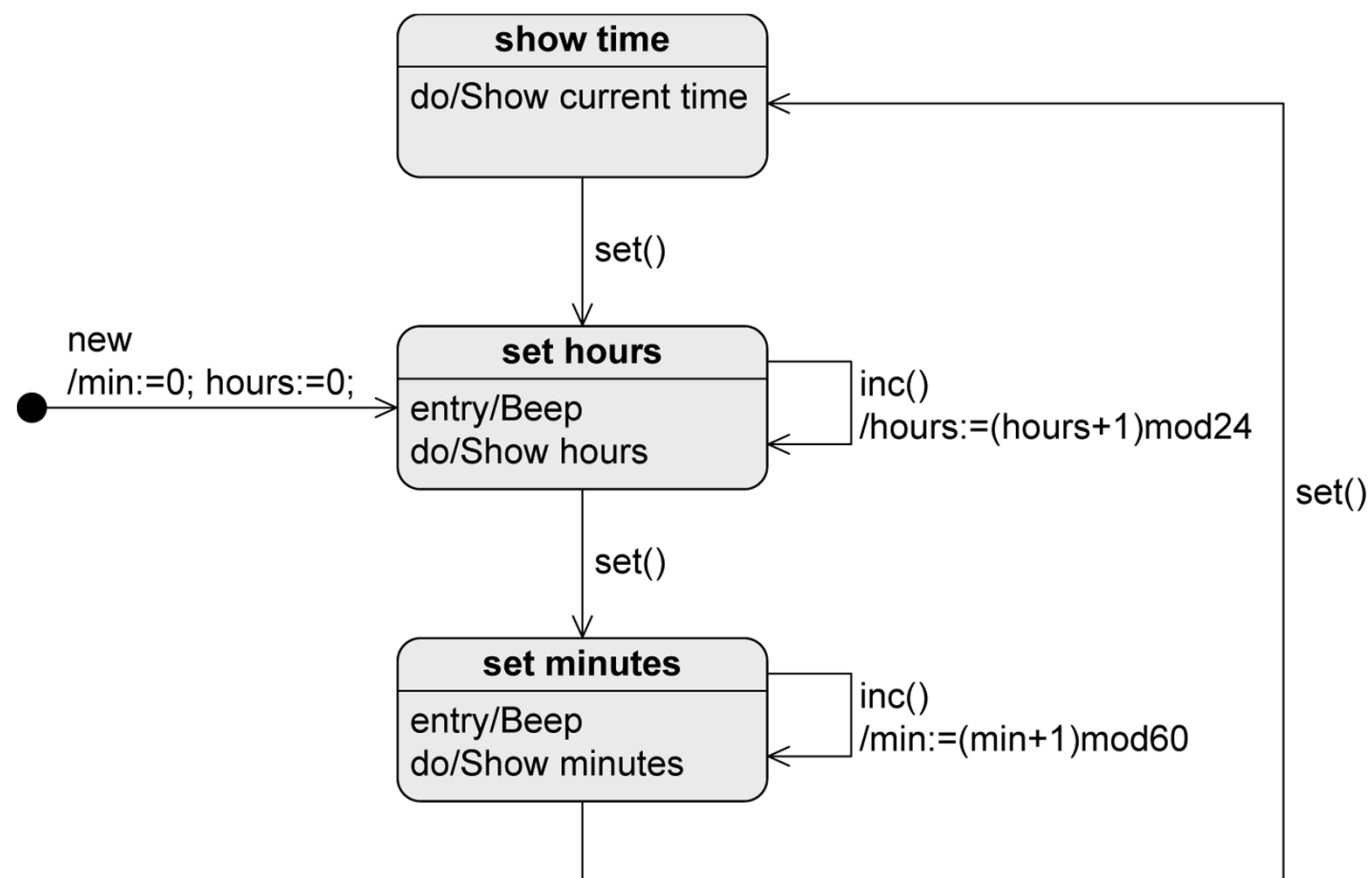 show time
do/Show current time
set()
new
/min:=0; hours:=0;
set hours
entry/Beep
do/Show hours
inc()
/hours:=(hours+1)mod24
set()
set()
set minutes
entry/Beep
do/Show minutes
inc()
/min:=(min+1)mod60